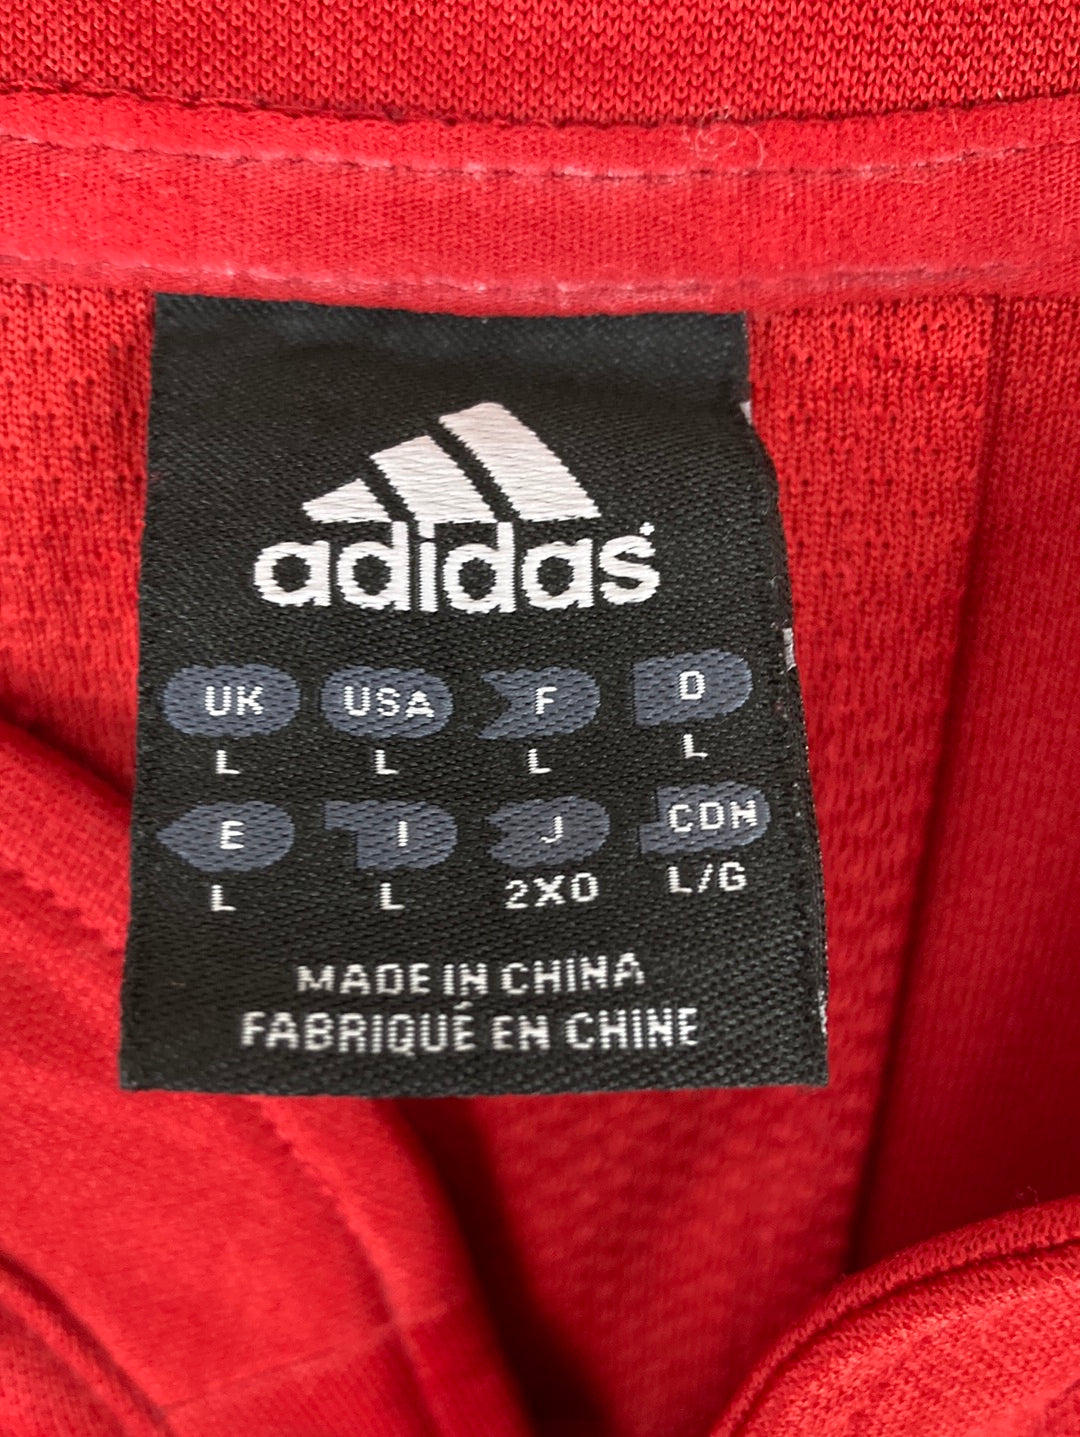 adidas
UK USA F D
L L L L
E I J CDN
L L 2XO L/G
MADE IN CHINA
FABRIQUÉ EN CHINE